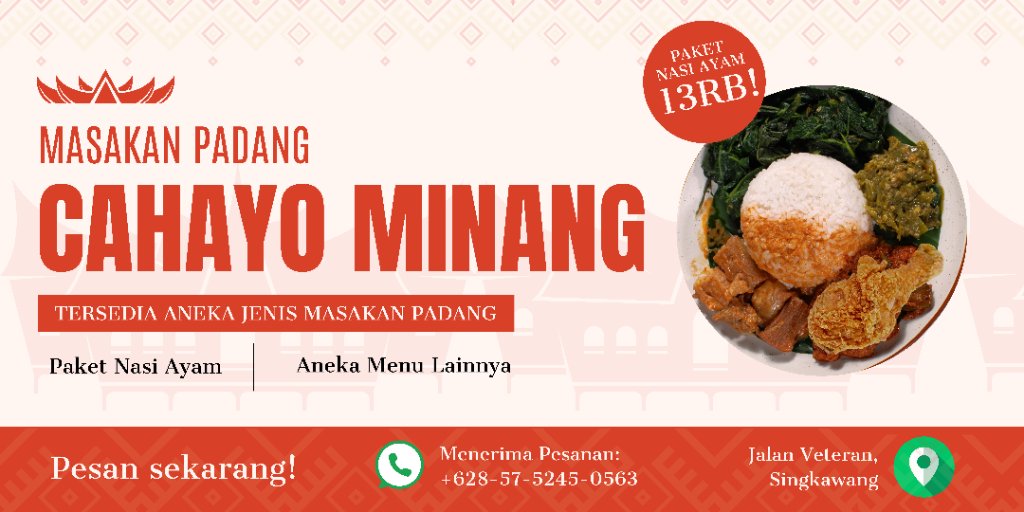 PAKET
NASI AYAM
13RB!
MASAKAN PADANG
CAHAYO MINANG
TERSEDIA ANEKA JENIS MASAKAN PADANG
Paket Nasi Ayam
Aneka Menu Lainnya
Pesan sekarang!
Menerima Pesanan:
+628-57-5245-0563
Jalan Veteran,
Singkawang